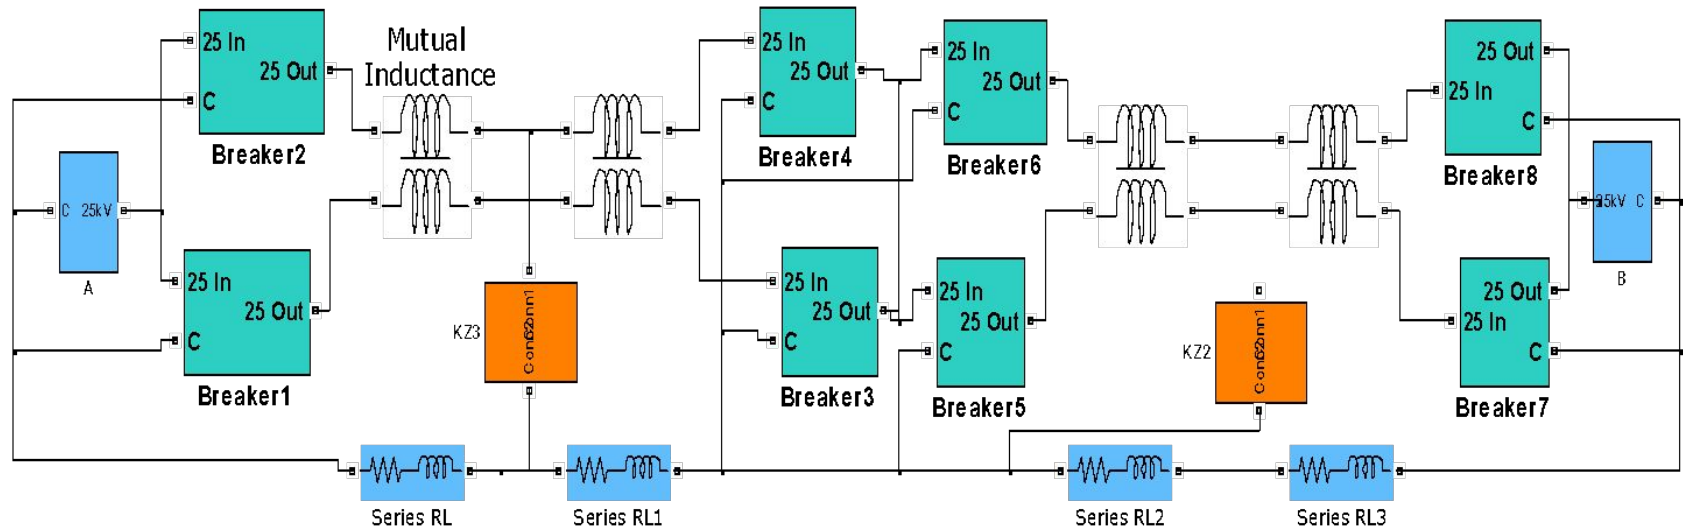 25 In
25 Out
C
Breaker2
Mutual
Inductance
25 In
25 Out
C
Breaker4
25 In
25 Out
C
Breaker6
25 Out
25 In
C
Breaker8
C 25kV
A
25 In
25 Out
C
Breaker1
KZ3
25 In
25 Out
C
Breaker3
25 In
25 Out
C
Breaker5
KZ2
25 Out
25 In
C
Breaker7
25kV C
B
Series RL
Series RL1
Series RL2
Series RL3